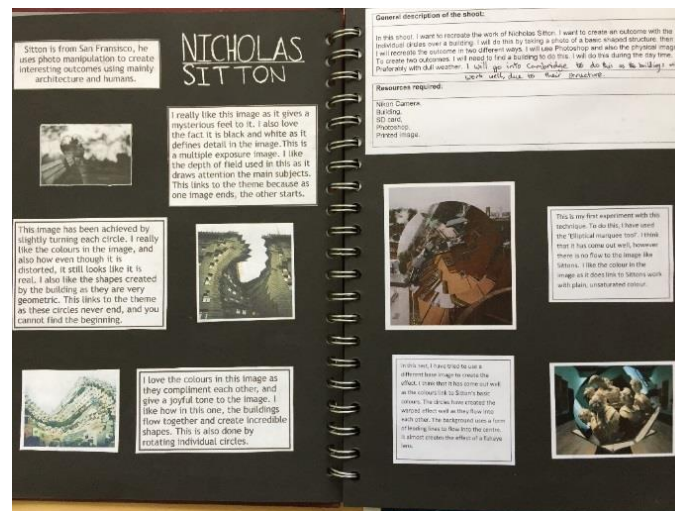 Sitton is from San Fransisco, he
uses photo manipulation to create
interesting outcomes using mainly
architecture and humans.
NICHOLAS
SITTON
I really like this image as it gives a
mysterious feel to it. I also love
the fact it is black and white as it
defines detail in the image.This is
a multiple exposure image. I like
the depth of field used in this as it
draws attention the main subjects.
This links to the theme because as
one image ends, the other starts.
This image has been achieved by
slightly turning each circle. I really
like the colours in the image, and
also how even though it is
distorted, it still looks like it is
real. I also like the shapes created
by the building as they are very
geometric. This links to the theme
as these circles never end, and you
cannot find the beginning.
I love the colours in this image as
they compliment each other, and
give a joyful tone to the image. I
like how in this one, the buildings
flow together and create incredible
shapes. This is also done by
rotating individual circles.
General description of the shoot:
In this shoot, I want to recreate the work of Nicholas Sitton. I want to create an outcome with the
individual circles over a building. I will do this by taking a photo of a basic shaped structure, then
I will recreate the outcome in two different ways. I will use Photoshop and also the physical imag
To create two outcomes, I will need to find a building to do this. I will do this during the day time.
Preferably with dull weather. I will go into Cambridge to do this as the buildings
work well, due to their structure.
Resources required:
Nikon Camera,
Building,
SD card,
Photoshop,
Printed image.
This is my first experiment with this
technique. To do this, I have used
the 'Elliptical marquee tool'. I think
that it has come out well, however
there is no flow to the image like
Sittons. I like the colour in the
image as it does link to Sittons work
with plain, unsaturated colour.
In this test, I have tried to use a
different base image to create the
effect. I think that it has come out well
as the colours link to Sitton's basic
colours. The circles have created the
warped effect well as they flow into
each other. The background uses a form
of leading lines to flow into the centre.
It almost creates the effect of a fisheye
lens.